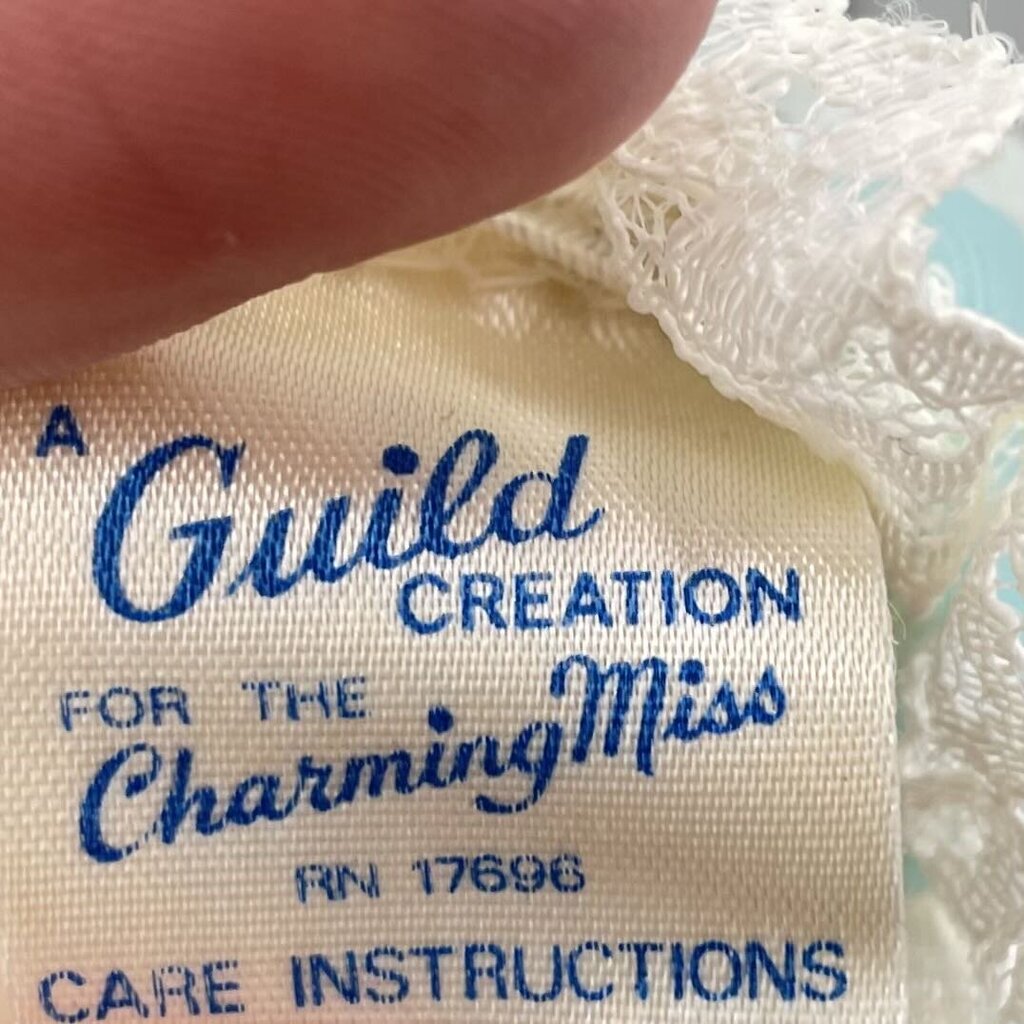 A Guild
CREATION
FOR THE
Charming Miss
RN 17696
CARE INSTRUCTIONS